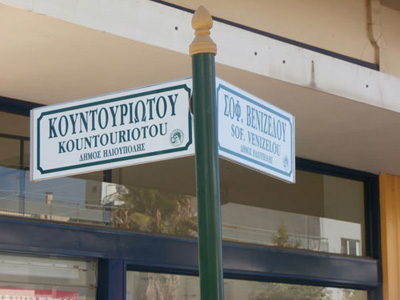 ΚΟΥΝΤΟΥΡΙΩΤΟΥ
KOUNTOURIOTOU
ΔΗΜΟΣ ΗΛΙΟΥΠΟΛΗΣ
ΣΟΦ. ΒΕΝΙΖΕΛΟΥ
SOF. VENIZELOU
ΔΗΜΟΣ ΗΛΙΟΥΠΟΛΗΣ